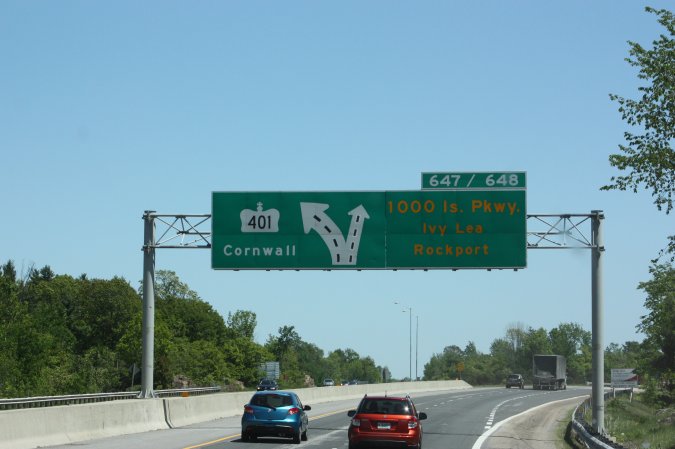 647 / 648
401
Cornwall
1000 Is. Pkwy.
Ivy Lea
Rockport